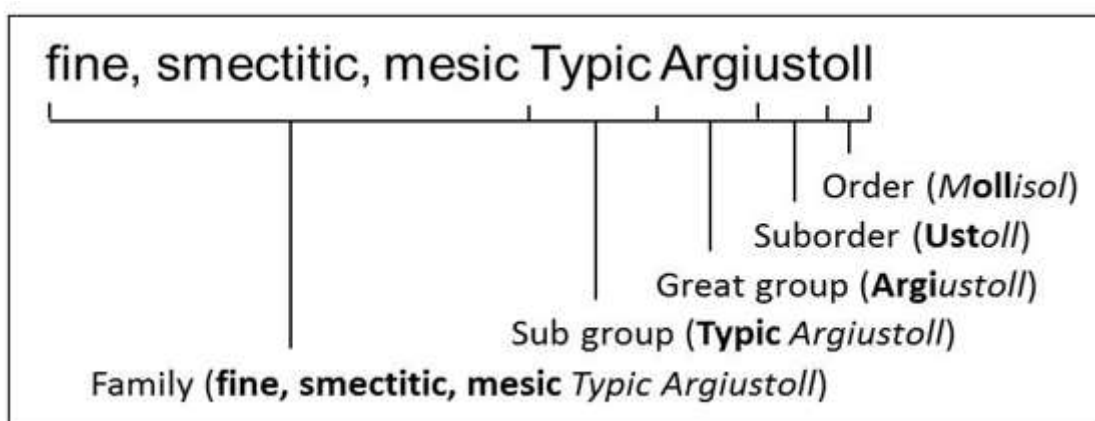 fine, smectitic, mesic Typic Argiustoll
Order (Mollisol)
Suborder (Ustoll)
Great group (Argiustoll)
Sub group (Typic Argiustoll)
Family (fine, smectitic, mesic Typic Argiustoll)